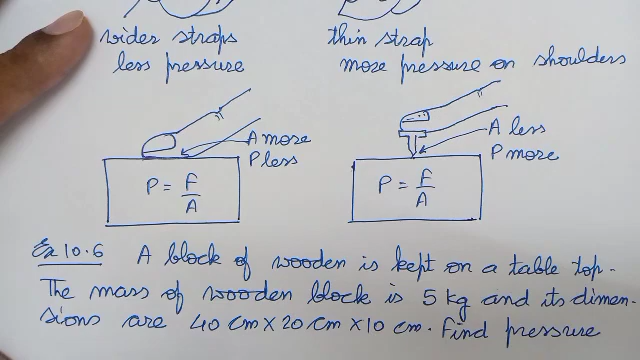 wider straps thin strap
less pressure more pressure on shoulders
A more A less
P less P more
P = F/A P = F/A
Ex 10.6 A block of wooden is kept on a table top.
The mass of wooden block is 5 kg and its dimen-
sions are 40 cm X 20 cm X 10 cm. Find pressure